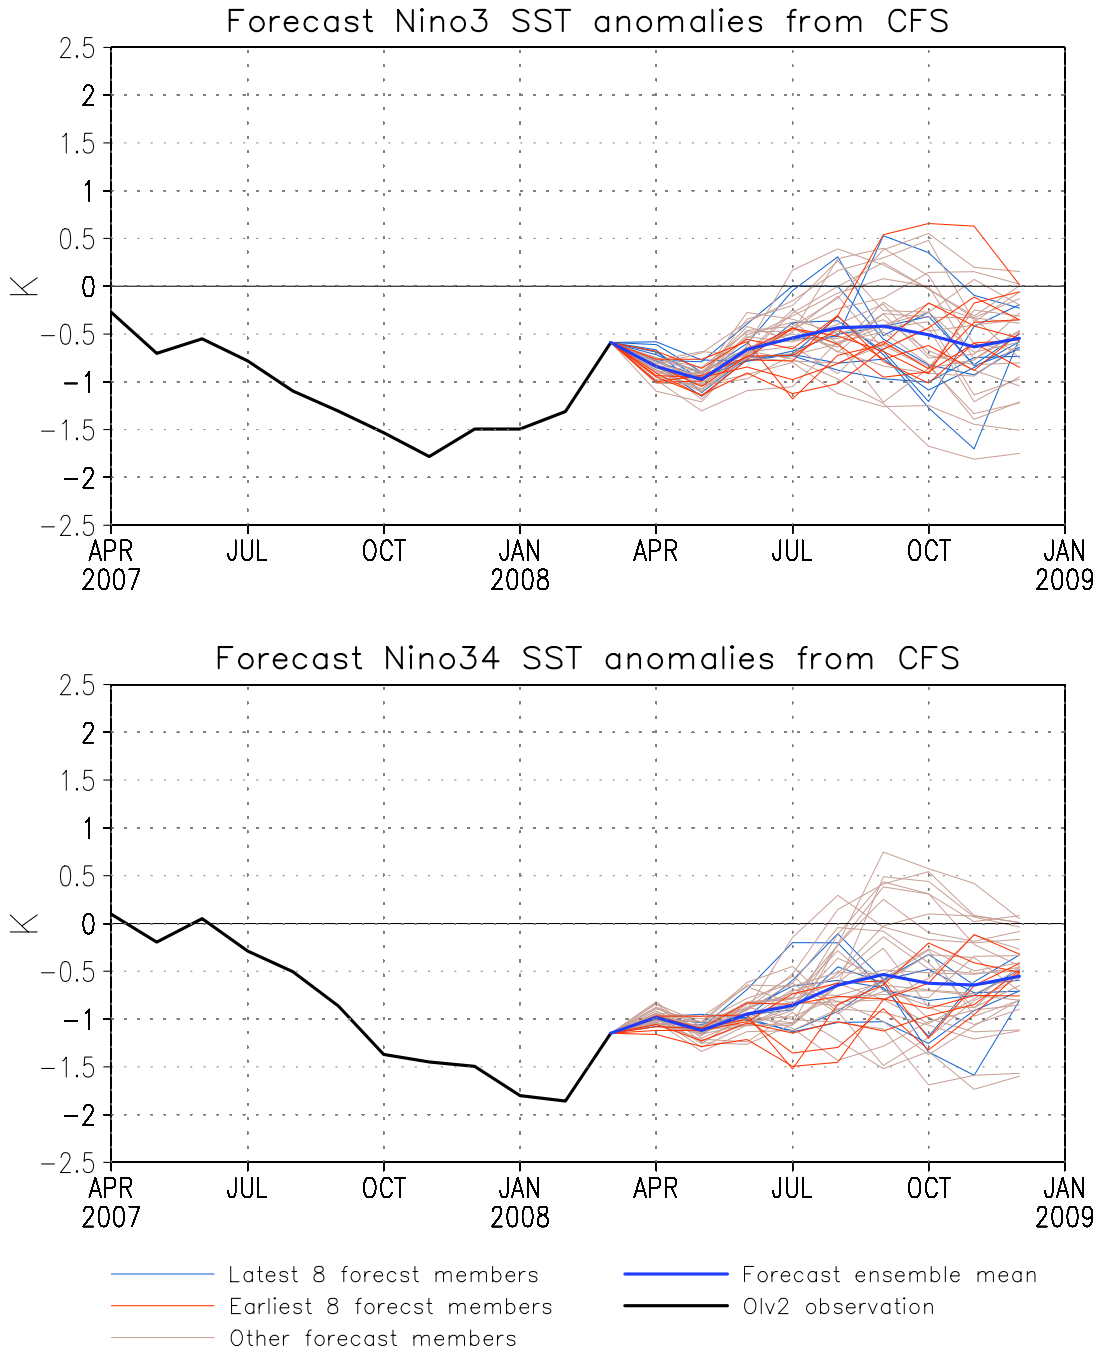 Forecast Nino3 SST anomalies from CFS
2.5
2
1.5
1
0.5
0
-0.5
-1
-1.5
-2
-2.5
K
APR JUL OCT JAN APR JUL OCT JAN
2007 2008 2009
Forecast Nino34 SST anomalies from CFS
2.5
2
1.5
1
0.5
0
-0.5
-1
-1.5
-2
-2.5
K
APR JUL OCT JAN APR JUL OCT JAN
2007 2008 2009
Latest 8 forecst members Forecast ensemble mean
Earliest 8 forecst members OIv2 observation
Other forecast members